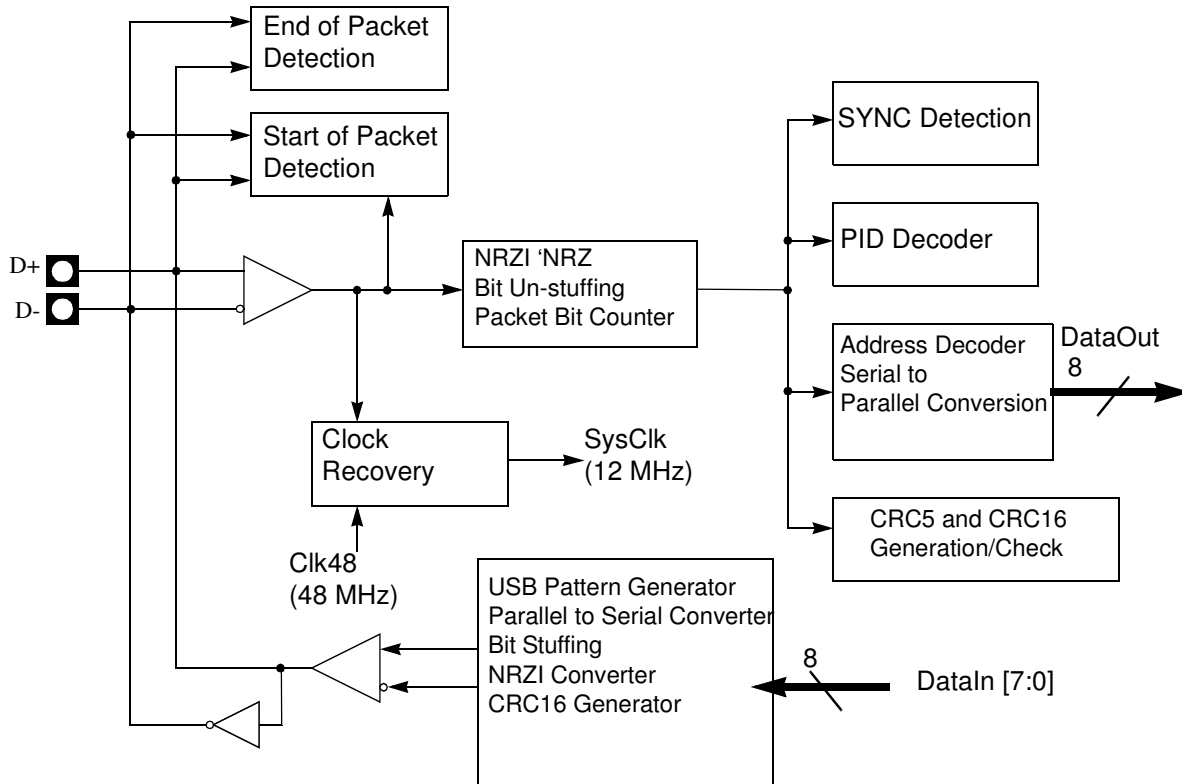 End of Packet
Detection
Start of Packet
Detection
SYNC Detection
PID Decoder
D+
D-
NRZI ‘NRZ
Bit Un-stuffing
Packet Bit Counter
Address Decoder
Serial to
Parallel Conversion
DataOut
8
Clock
Recovery
SysClk
(12 MHz)
CRC5 and CRC16
Generation/Check
Clk48
(48 MHz)
USB Pattern Generator
Parallel to Serial Converter
Bit Stuffing
NRZI Converter
CRC16 Generator
8
DataIn [7:0]